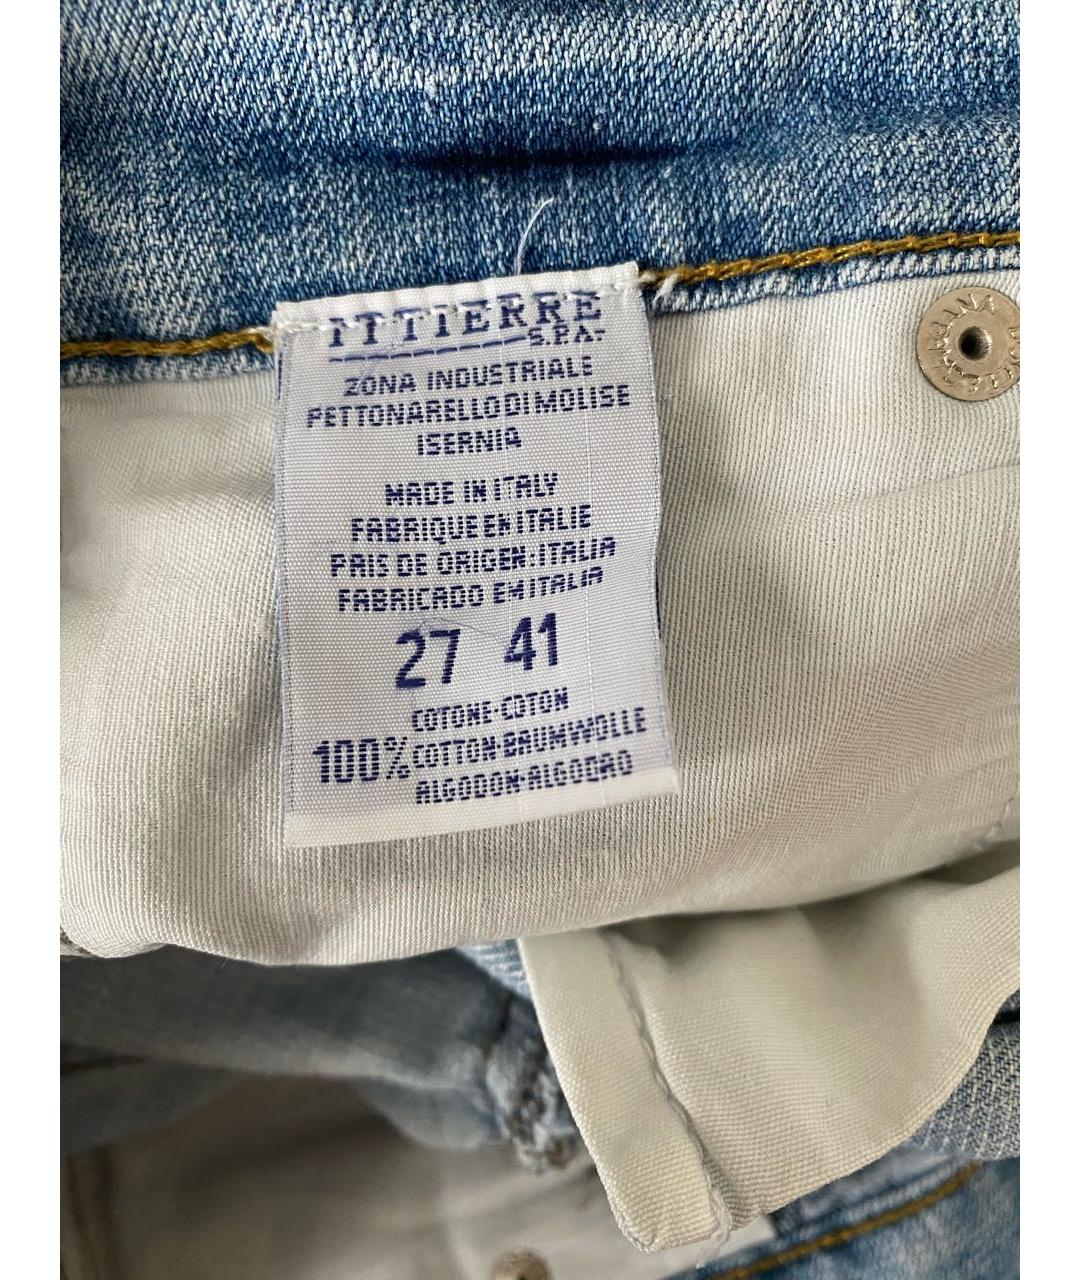 ITTIERRE
S.P.A.
ZONA INDUSTRIALE
PETTONARELLO DI MOLISE
ISERNIA
MADE IN ITALY
FABRIQUE EN ITALIE
PAIS DE ORIGEN: ITALIA
FABRICADO EM ITALIA
27 41
COTONE-COTON
100% COTTON-BAUMWOLLE
ALGODON-ALGODAO
GABBANA